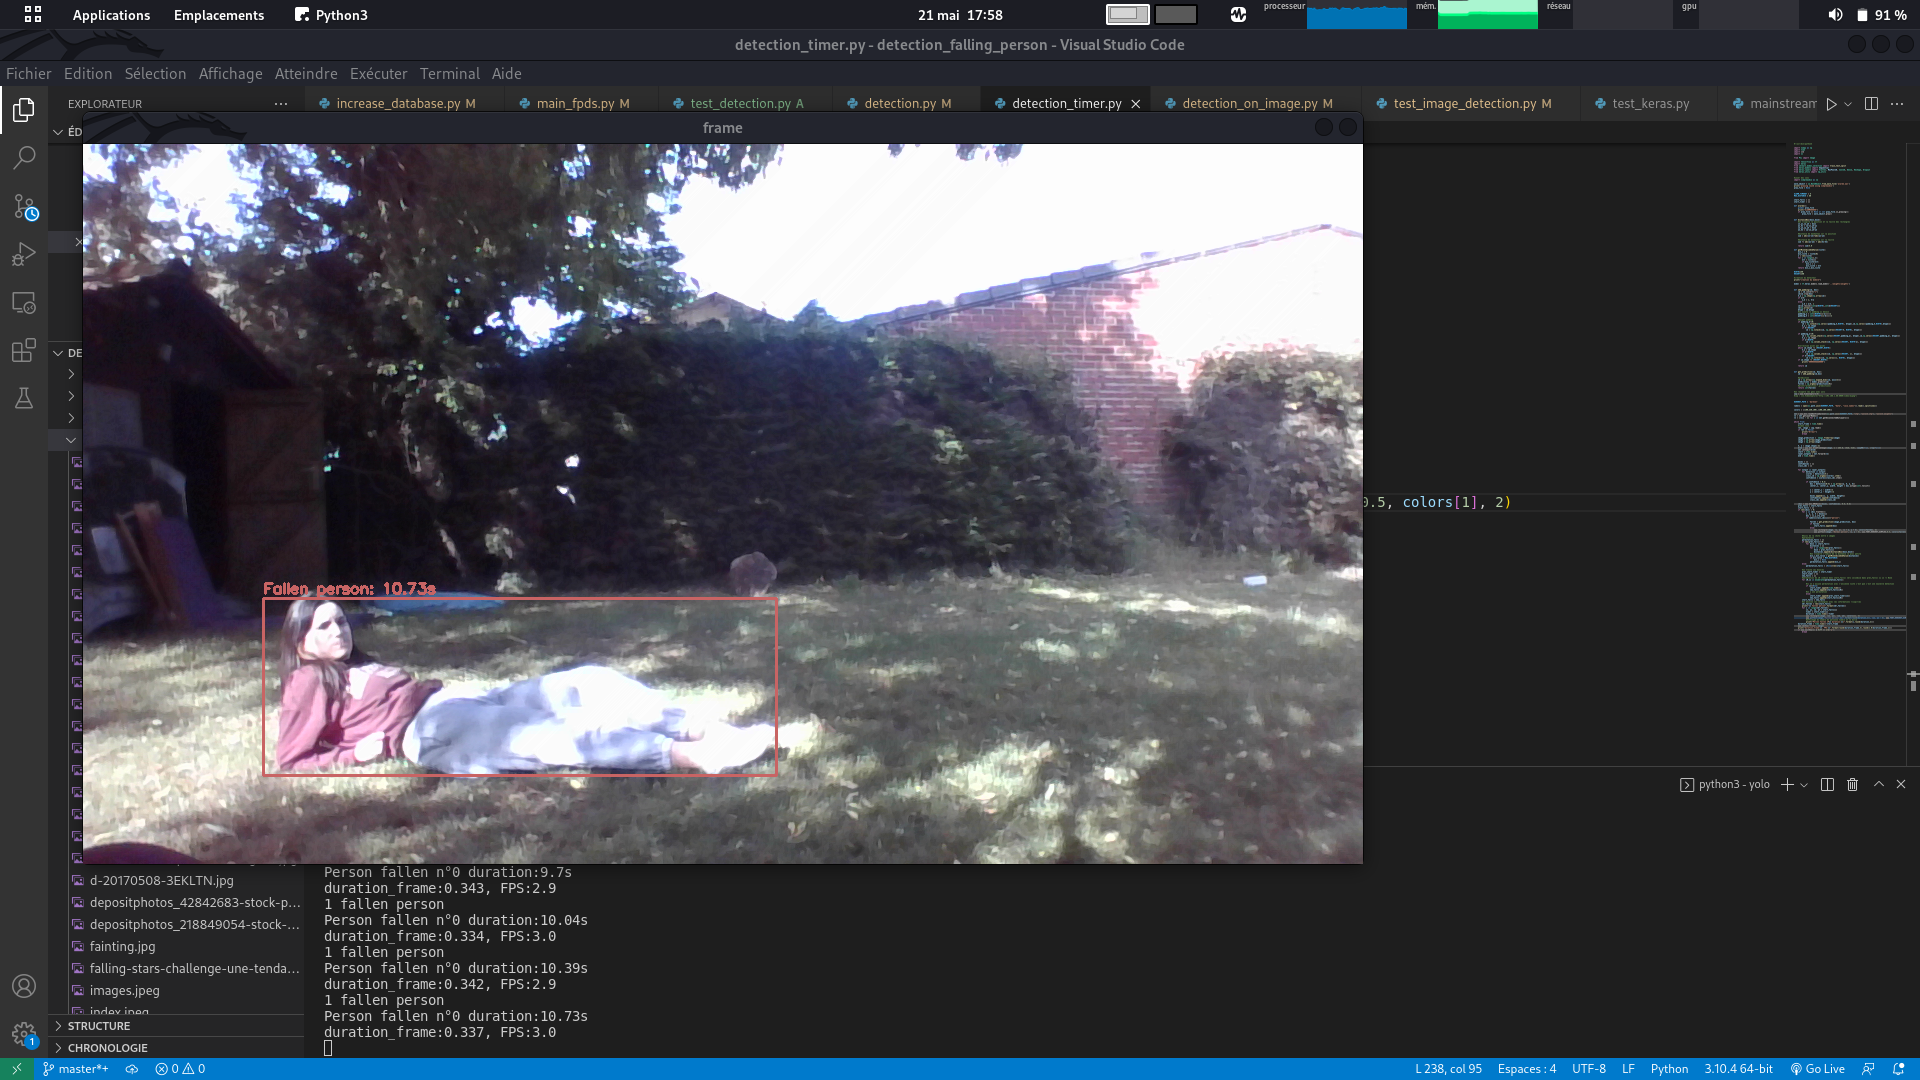 Applications Emplacements Python3 21 mai 17:58 processeur mém. réseau gpu 91 %
detection_timer.py - detection_falling_person - Visual Studio Code
Fichier Edition Sélection Affichage Atteindre Exécuter Terminal Aide
EXPLORATEUR
increase_database.py M main_fpds.py M test_detection.py A detection.py M detection_timer.py detection_on_image.py M test_image_detection.py M test_keras.py mainstream
ÉD
frame
DE
0.5, colors[1], 2)
Fallen person: 10.73s
python3 - yolo
d-20170508-3EKLTN.jpg
depositphotos_42842683-stock-p...
depositphotos_218849054-stock-...
fainting.jpg
falling-stars-challenge-une-tenda...
images.jpeg
index.jpeg
STRUCTURE
CHRONOLOGIE
Person fallen n°0 duration:9.7s
duration_frame:0.343, FPS:2.9
1 fallen person
Person fallen n°0 duration:10.04s
duration_frame:0.334, FPS:3.0
1 fallen person
Person fallen n°0 duration:10.39s
duration_frame:0.342, FPS:2.9
1 fallen person
Person fallen n°0 duration:10.73s
duration_frame:0.337, FPS:3.0
1
master*+ 0 0 L 238, col 95 Espaces : 4 UTF-8 LF Python 3.10.4 64-bit Go Live